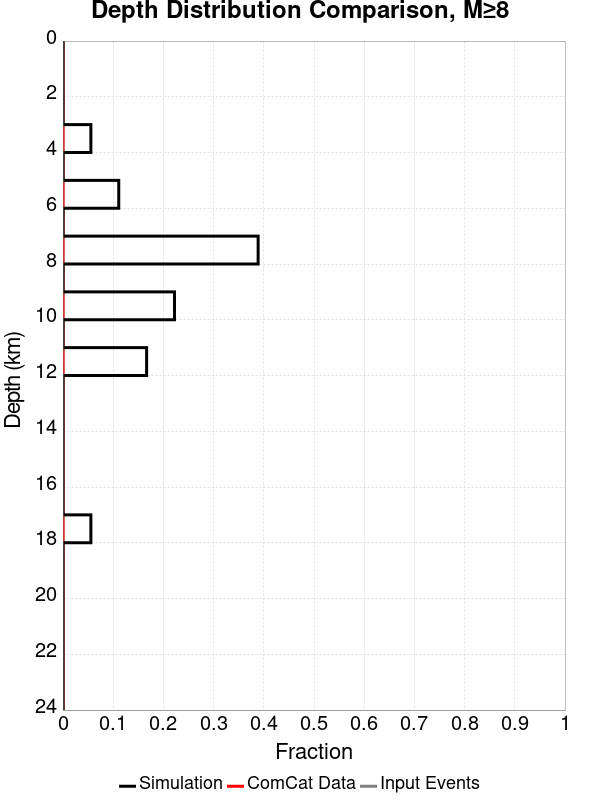 Depth Distribution Comparison, M≥8
0
2
4
6
8
10
12
14
16
18
20
22
24
Depth (km)
0 0.1 0.2 0.3 0.4 0.5 0.6 0.7 0.8 0.9 1
Fraction
Simulation ComCat Data Input Events